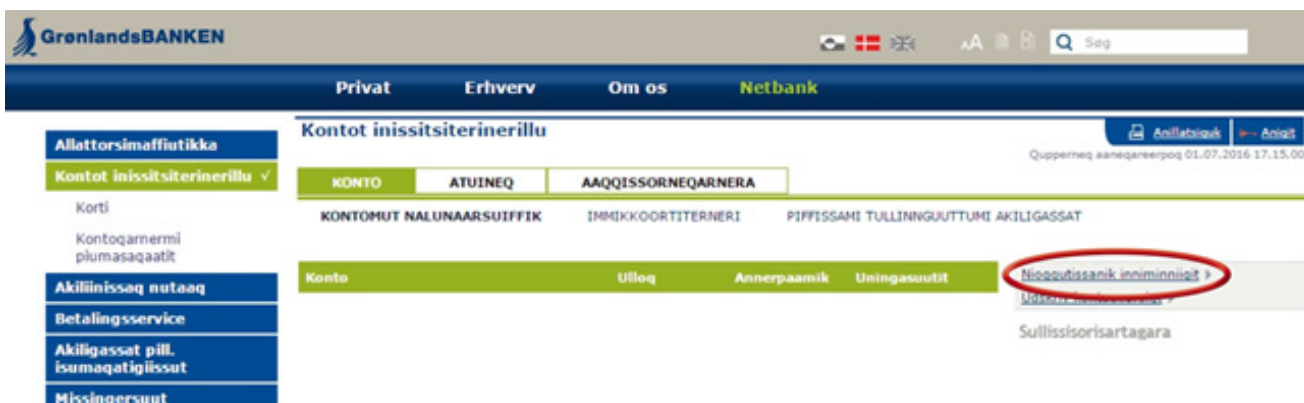 GrønlandsBANKEN
Søg
Privat Erhverv Om os Netbank
Allattorsimaffiutikka
Kontot inissitsiterinerillu
Korti
Kontoqarnermi
piumasaqaatit
Akiliinissaq nutaaq
Betalingsservice
Akiligassat pill.
isumaqatigiissut
Missingersuut
Kontot inissitsiterinerillu
Anillatsiguk Anigit
Qupperneq aaneqareerpoq 01.07.2016 17.15.00
KONTO ATUINEQ AAQQISSORNEQARNERA
KONTOMUT NALUNAARSUIFFIK IMMIKKOORTITERNERI PIFFISSAMI TULLINNGUUTTUMI AKILIGASSAT
Konto Ulloq Annerpaamik Uningasuutit
Nioqqutissanik inniminniigit
Sullissisorisartagara